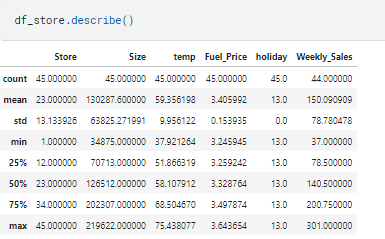 df_store.describe()
Store Size temp Fuel_Price holiday Weekly_Sales
count 45.000000 45.000000 45.000000 45.000000 45.0 44.000000
mean 23.000000 130287.600000 59.356198 3.405992 13.0 150.090909
std 13.133926 63825.271991 9.956122 0.153935 0.0 78.780478
min 1.000000 34875.000000 37.921264 3.245945 13.0 37.000000
25% 12.000000 70713.000000 51.866319 3.259242 13.0 78.500000
50% 23.000000 126512.000000 58.107912 3.328764 13.0 140.500000
75% 34.000000 202307.000000 68.504670 3.497874 13.0 200.750000
max 45.000000 219622.000000 75.438077 3.643654 13.0 301.000000